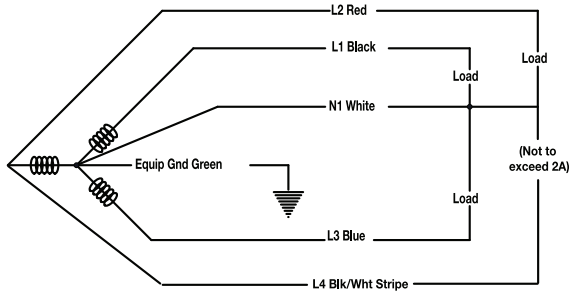 L2 Red
L1 Black
Load
Load
N1 White
(Not to
exceed 2A)
Equip Gnd Green
Load
L3 Blue
L4 Blk/Wht Stripe